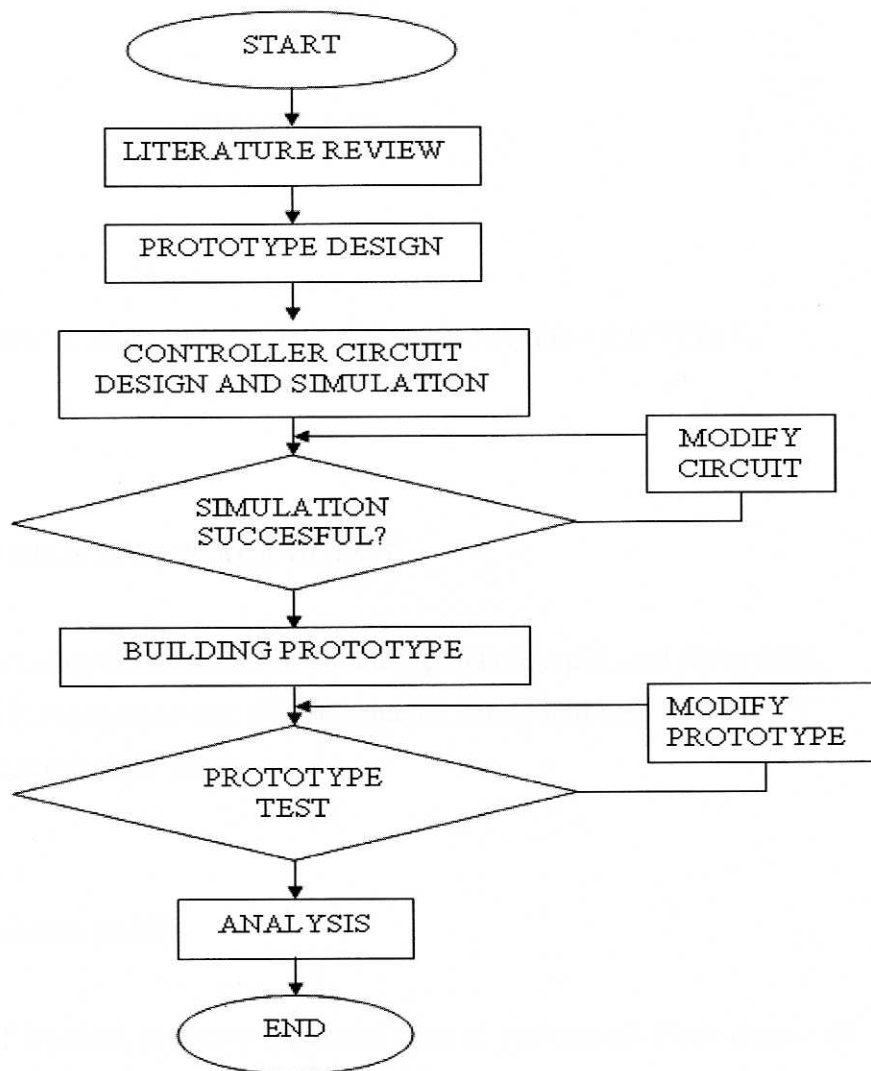 START
LITERATURE REVIEW
PROTOTYPE DESIGN
CONTROLLER CIRCUIT
DESIGN AND SIMULATION
MODIFY
CIRCUIT
SIMULATION
SUCCESFUL?
BUILDING PROTOTYPE
MODIFY
PROTOTYPE
PROTOTYPE
TEST
ANALYSIS
END